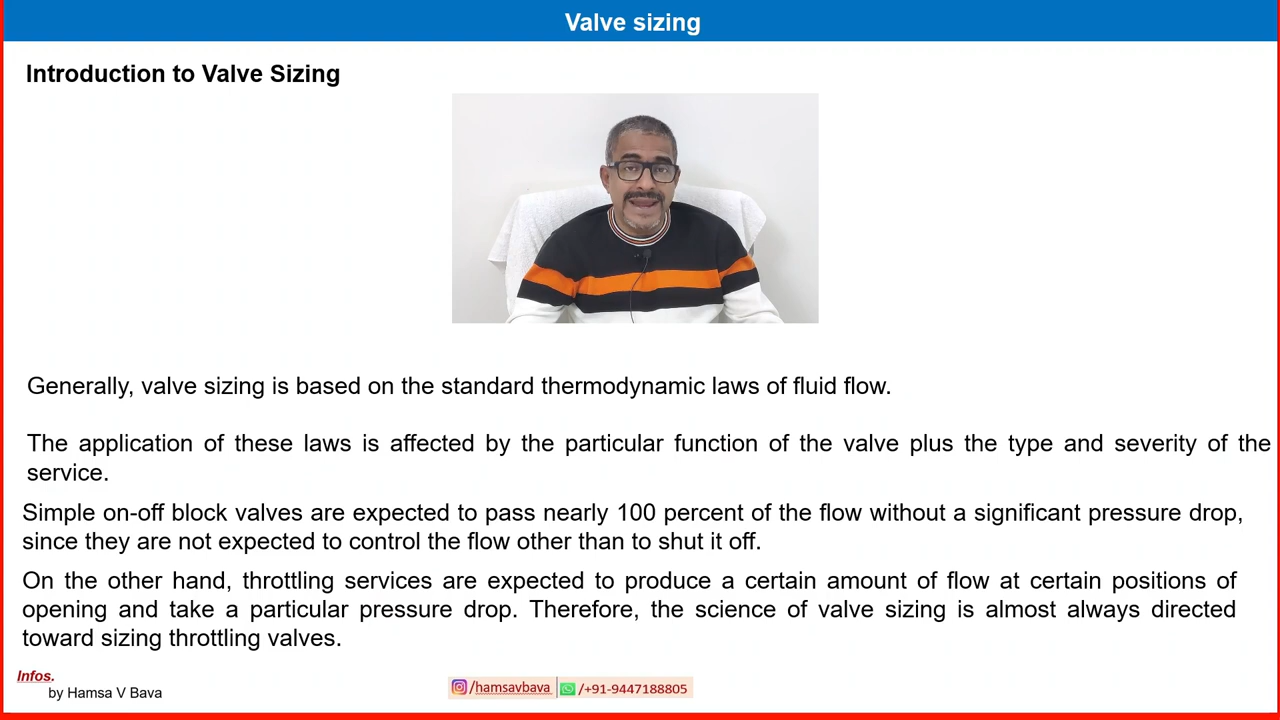 Valve sizing
Introduction to Valve Sizing
Generally, valve sizing is based on the standard thermodynamic laws of fluid flow.
The application of these laws is affected by the particular function of the valve plus the type and severity of the
service.
Simple on-off block valves are expected to pass nearly 100 percent of the flow without a significant pressure drop,
since they are not expected to control the flow other than to shut it off.
On the other hand, throttling services are expected to produce a certain amount of flow at certain positions of
opening and take a particular pressure drop. Therefore, the science of valve sizing is almost always directed
toward sizing throttling valves.
Infos.
by Hamsa V Bava
/hamsavbava
/+91-9447188805